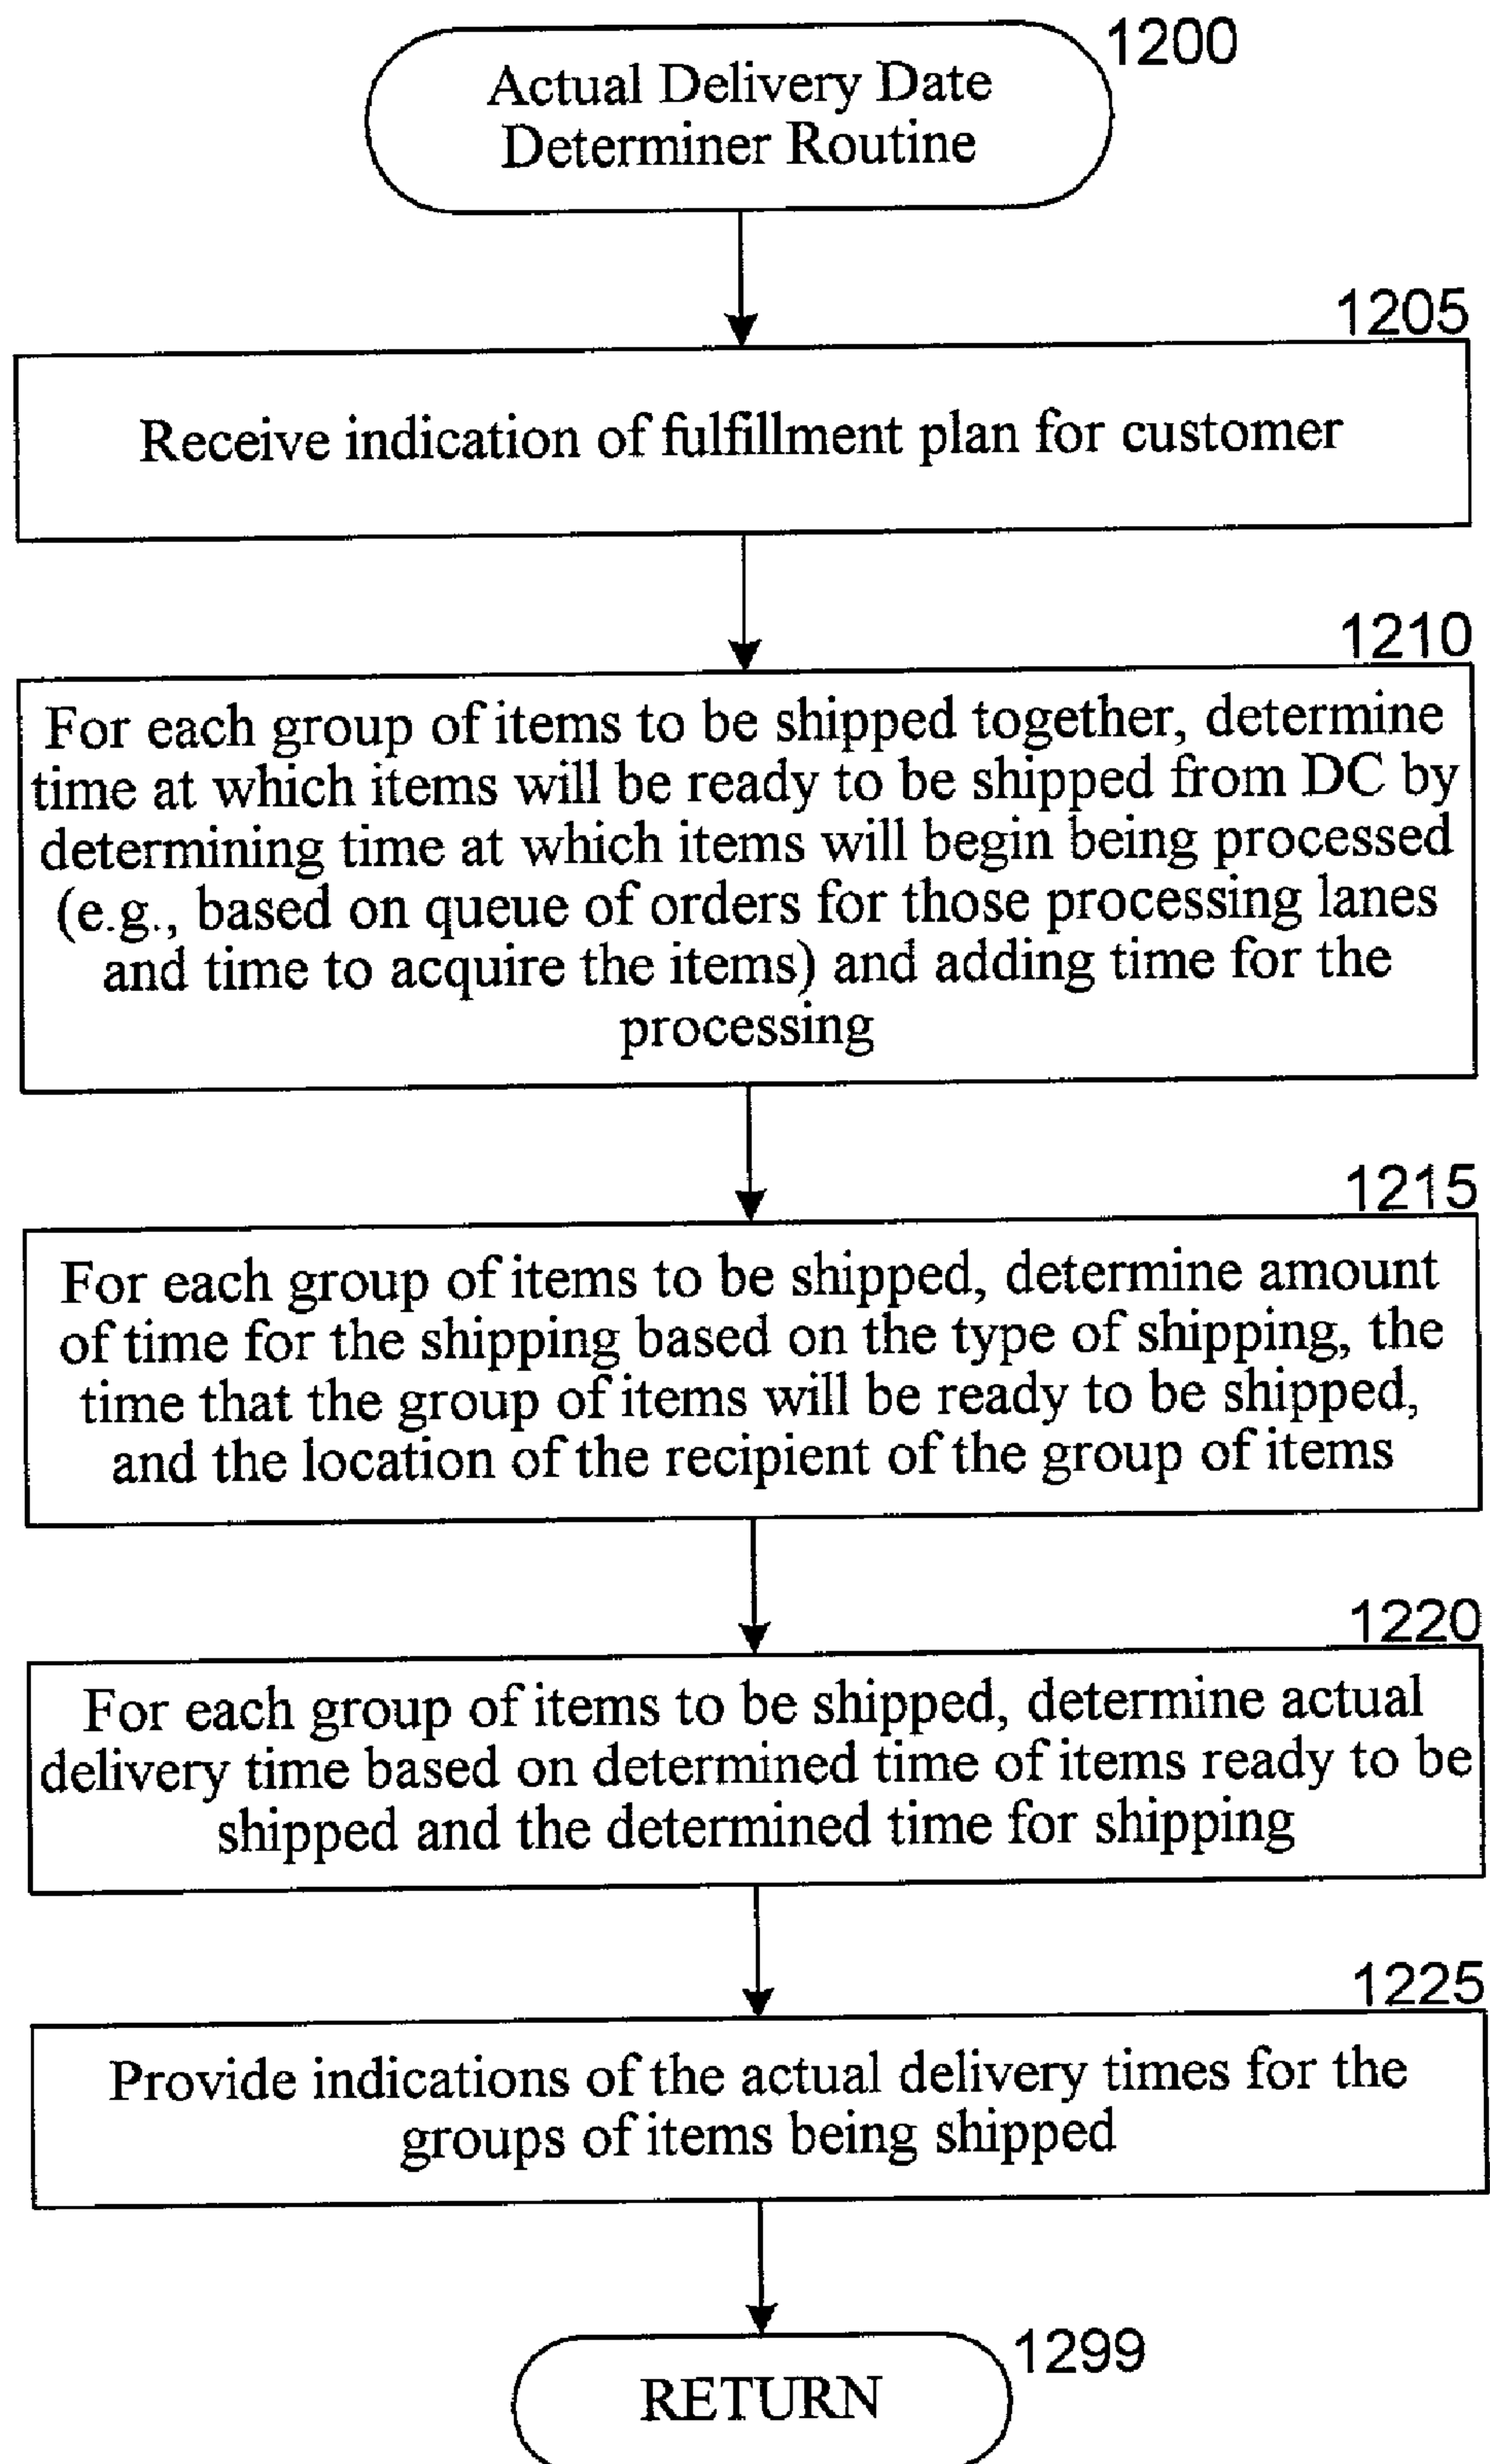 1200
Actual Delivery Date
Determiner Routine
1205
Receive indication of fulfillment plan for customer
1210
For each group of items to be shipped together, determine
time at which items will be ready to be shipped from DC by
determining time at which items will begin being processed
(e.g., based on queue of orders for those processing lanes
and time to acquire the items) and adding time for the
processing
1215
For each group of items to be shipped, determine amount
of time for the shipping based on the type of shipping, the
time that the group of items will be ready to be shipped,
and the location of the recipient of the group of items
1220
For each group of items to be shipped, determine actual
delivery time based on determined time of items ready to be
shipped and the determined time for shipping
1225
Provide indications of the actual delivery times for the
groups of items being shipped
1299
RETURN